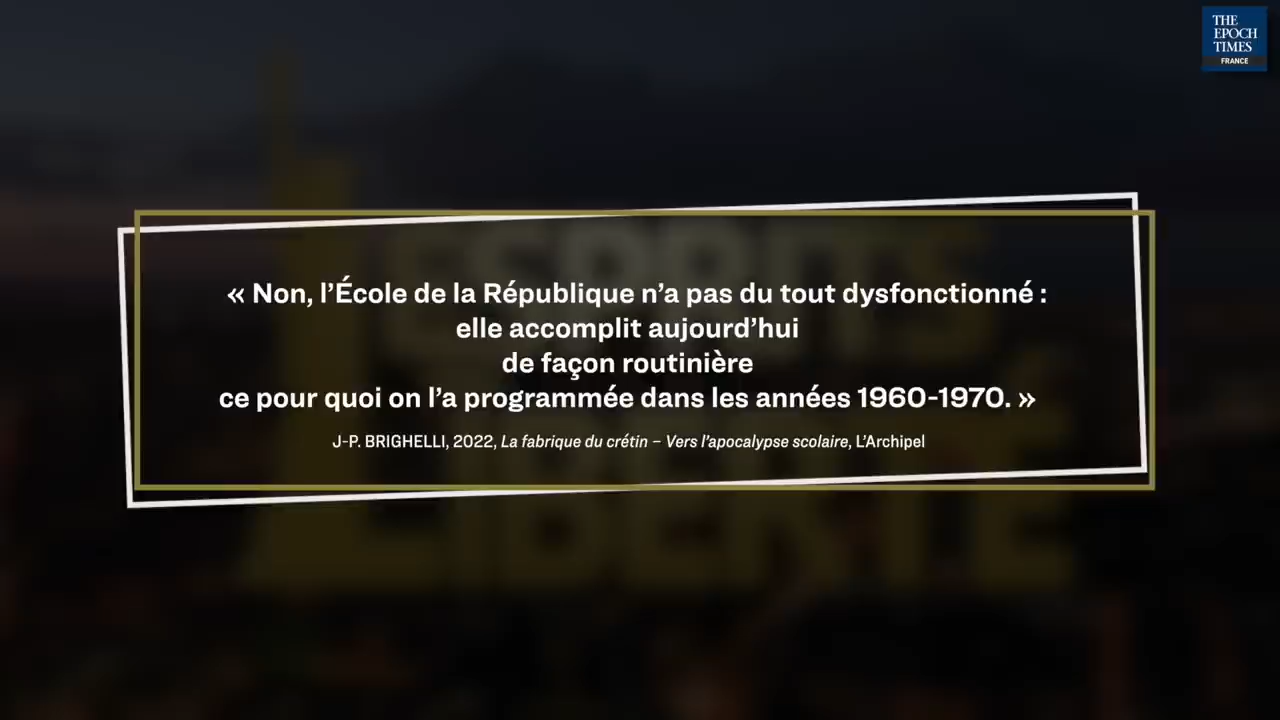 THE
EPOCH
TIMES
FRANCE
ESPRITS
LIBERTÉ
« Non, l’École de la République n’a pas du tout dysfonctionné :
elle accomplit aujourd’hui
de façon routinière
ce pour quoi on l’a programmée dans les années 1960-1970. »
J-P. BRIGHELLI, 2022, La fabrique du crétin – Vers l’apocalypse scolaire, L’Archipel